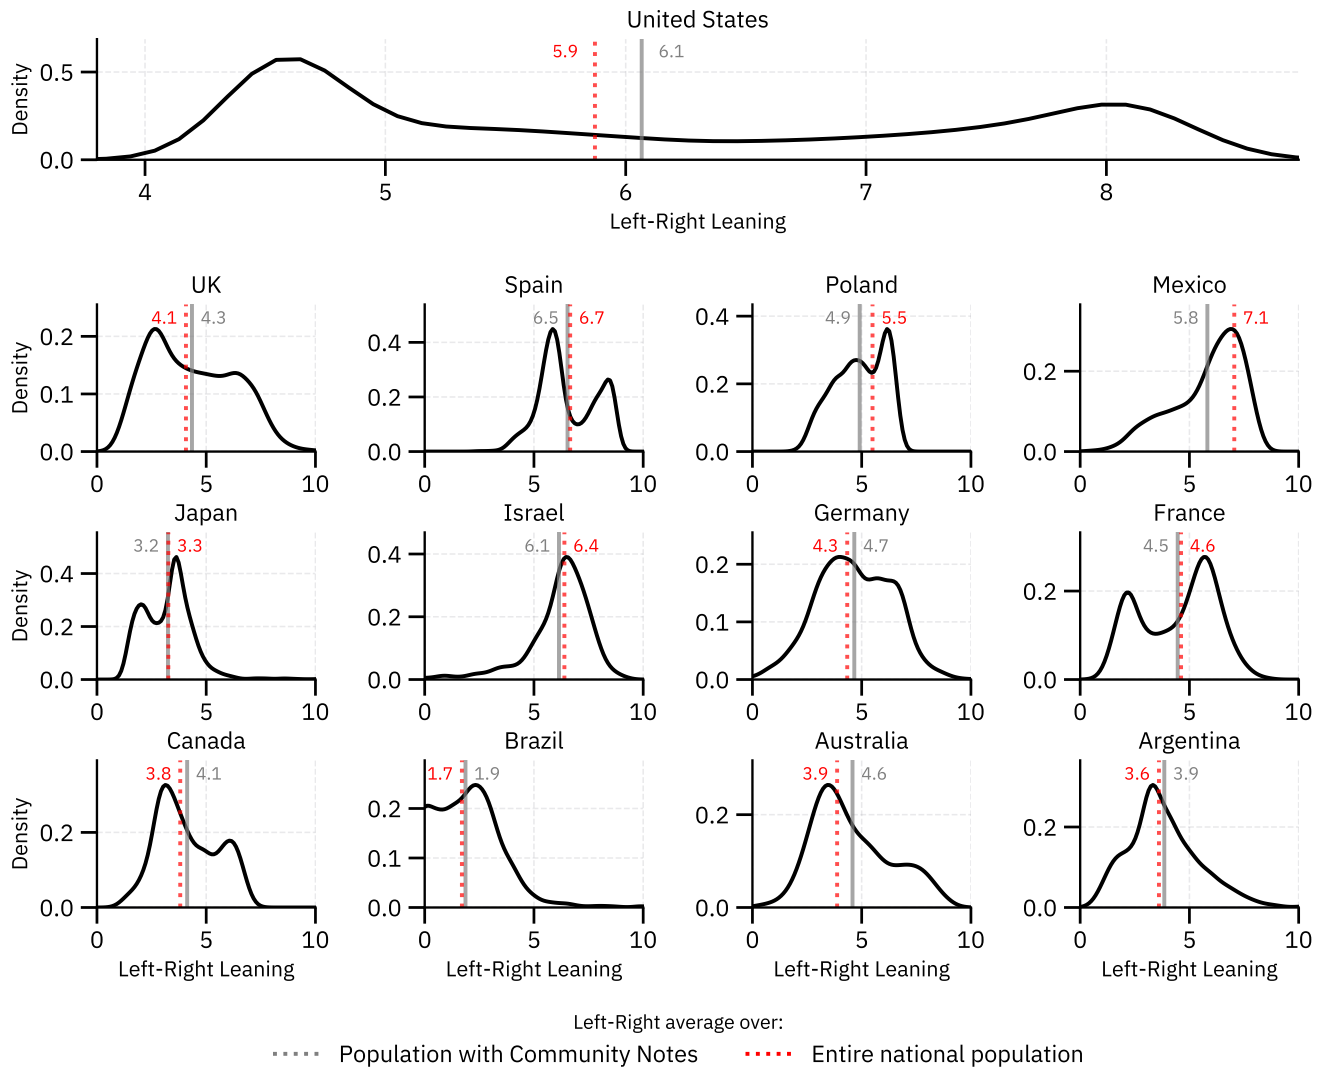 United States
5.9 6.1
Density
0.5
0.0
4 5 6 7 8
Left-Right Leaning
UK Spain Poland Mexico
4.1 4.3 6.5 6.7 4.9 5.5 5.8 7.1
Density
0.2 0.4 0.4 0.2
0.1 0.2 0.2
0.0 0.0 0.0 0.0
0 5 10 0 5 10 0 5 10 0 5 10
Japan Israel Germany France
3.2 3.3 6.1 6.4 4.3 4.7 4.5 4.6
Density
0.4 0.4 0.2 0.2
0.2 0.2 0.1
0.0 0.0 0.0 0.0
0 5 10 0 5 10 0 5 10 0 5 10
Canada Brazil Australia Argentina
3.8 4.1 1.7 1.9 3.9 4.6 3.6 3.9
Density
0.2 0.2 0.2 0.2
0.1
0.0 0.0 0.0 0.0
0 5 10 0 5 10 0 5 10 0 5 10
Left-Right Leaning Left-Right Leaning Left-Right Leaning Left-Right Leaning
Left-Right average over:
Population with Community Notes Entire national population